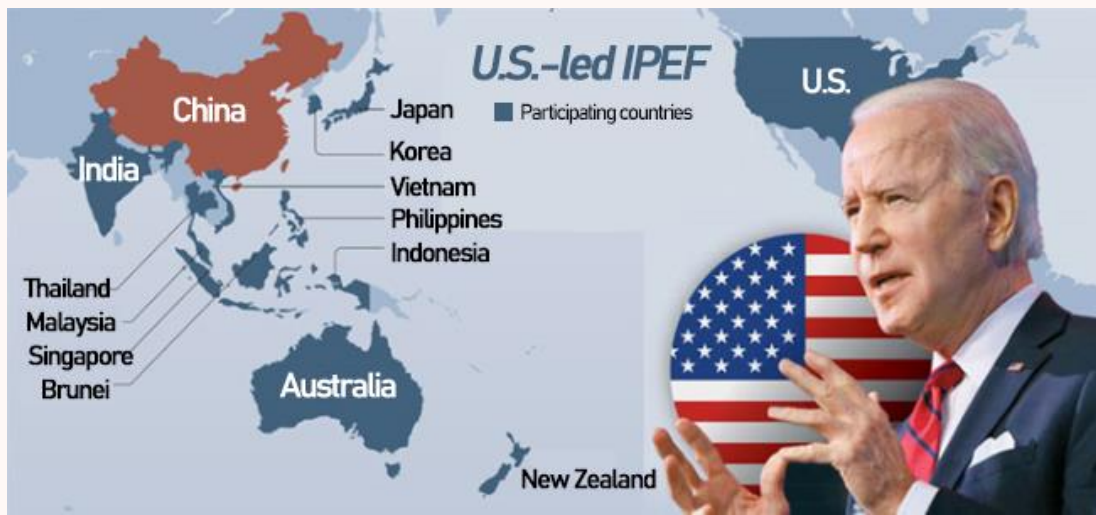 U.S.-led IPEF
Participating countries
U.S.
China
India
Japan
Korea
Vietnam
Philippines
Indonesia
Thailand
Malaysia
Singapore
Brunei
Australia
New Zealand